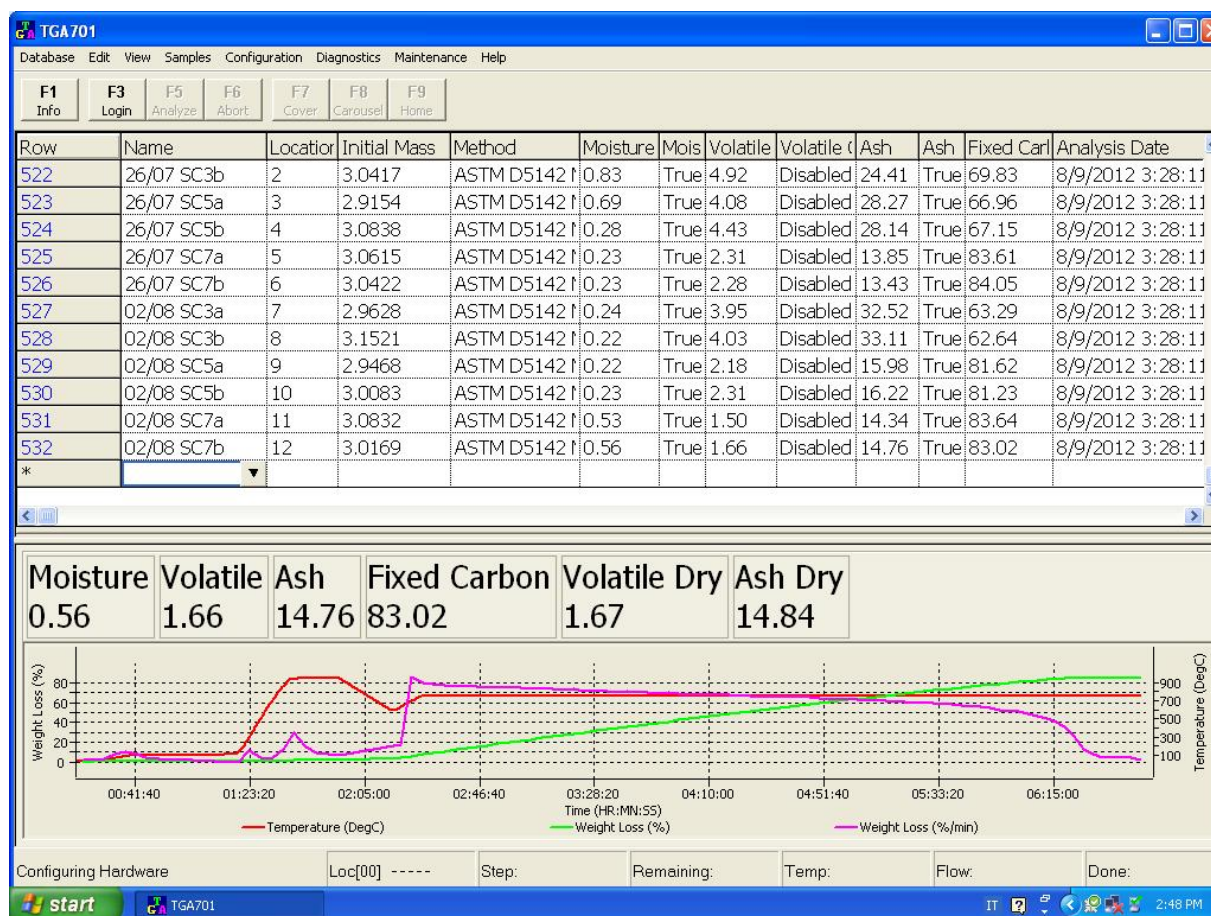 TGA701
Database Edit View Samples Configuration Diagnostics Maintenance Help
F1 F3 F5 F6 F7 F8 F9
Info Login Analyze Abort Cover Carousel Home
Row Name Location Initial Mass Method Moisture Mois Volatile Volatile ( Ash Ash Fixed Carl Analysis Date
522 26/07 SC3b 2 3.0417 ASTM D5142 M 0.83 True 4.92 Disabled 24.41 True 69.83 8/9/2012 3:28:11
523 26/07 SC5a 3 2.9154 ASTM D5142 M 0.69 True 4.08 Disabled 28.27 True 66.96 8/9/2012 3:28:11
524 26/07 SC5b 4 3.0838 ASTM D5142 M 0.28 True 4.43 Disabled 28.14 True 67.15 8/9/2012 3:28:11
525 26/07 SC7a 5 3.0615 ASTM D5142 M 0.23 True 2.31 Disabled 13.85 True 83.61 8/9/2012 3:28:11
526 26/07 SC7b 6 3.0422 ASTM D5142 M 0.23 True 2.28 Disabled 13.43 True 84.05 8/9/2012 3:28:11
527 02/08 SC3a 7 2.9628 ASTM D5142 M 0.24 True 3.95 Disabled 32.52 True 63.29 8/9/2012 3:28:11
528 02/08 SC3b 8 3.1521 ASTM D5142 M 0.22 True 4.03 Disabled 33.11 True 62.64 8/9/2012 3:28:11
529 02/08 SC5a 9 2.9468 ASTM D5142 M 0.22 True 2.18 Disabled 15.98 True 81.62 8/9/2012 3:28:11
530 02/08 SC5b 10 3.0083 ASTM D5142 M 0.23 True 2.31 Disabled 16.22 True 81.23 8/9/2012 3:28:11
531 02/08 SC7a 11 3.0832 ASTM D5142 M 0.53 True 1.50 Disabled 14.34 True 83.64 8/9/2012 3:28:11
532 02/08 SC7b 12 3.0169 ASTM D5142 M 0.56 True 1.66 Disabled 14.76 True 83.02 8/9/2012 3:28:11
*
Moisture Volatile Ash Fixed Carbon Volatile Dry Ash Dry
0.56 1.66 14.76 83.02 1.67 14.84
Weight Loss (%)
80
60
40
20
0
900
700
500
300
100
Temperature (DegC)
00:41:40 01:23:20 02:05:00 02:46:40 03:28:20 04:10:00 04:51:40 05:33:20 06:15:00
Time (HR:MN:SS)
Temperature (DegC) Weight Loss (%) Weight Loss (%/min)
Configuring Hardware Loc[00] ----- Step: Remaining: Temp: Flow: Done:
start TGA701 IT 2:48 PM